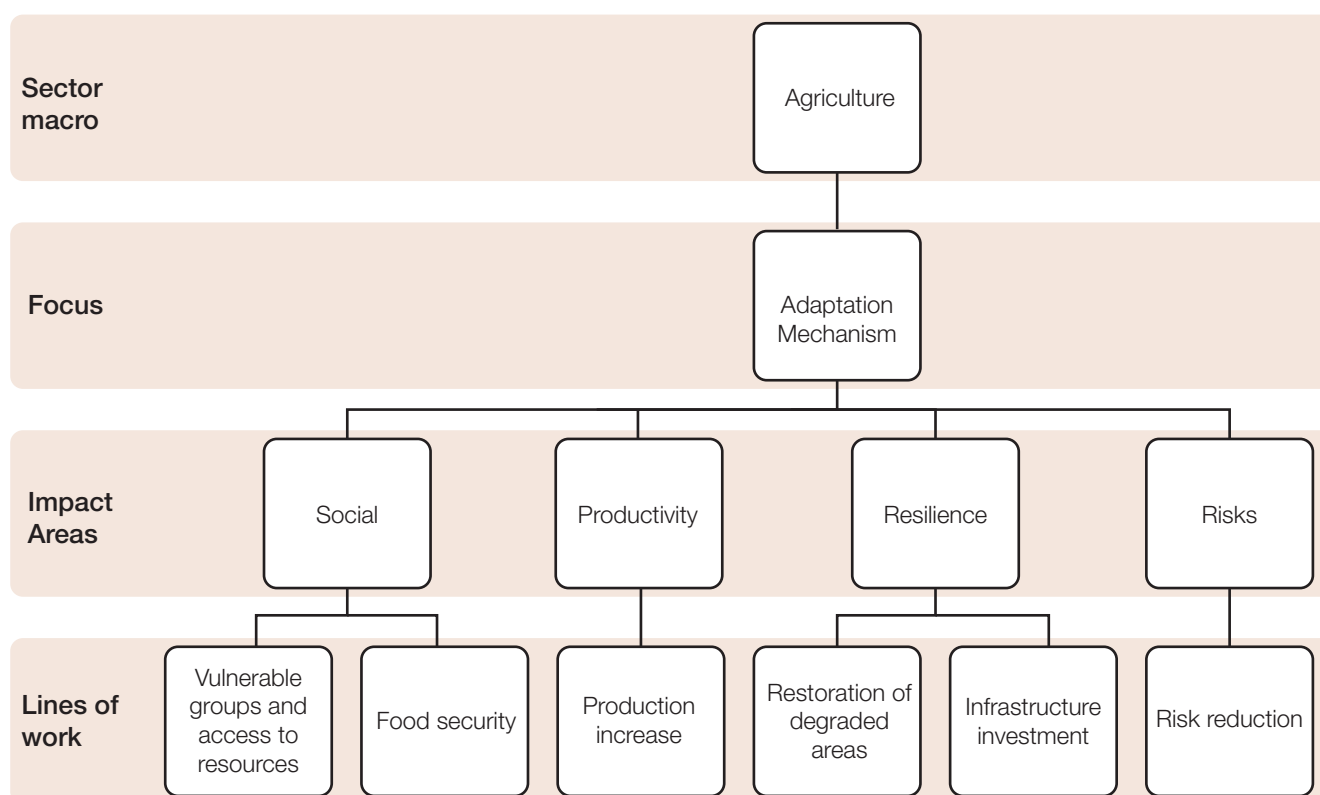 Sector
macro
Agriculture
Focus
Adaptation
Mechanism
Impact
Areas
Social
Productivity
Resilience
Risks
Lines of
work
Vulnerable
groups and
access to
resources
Food security
Production
increase
Restoration of
degraded
areas
Infrastructure
investment
Risk reduction